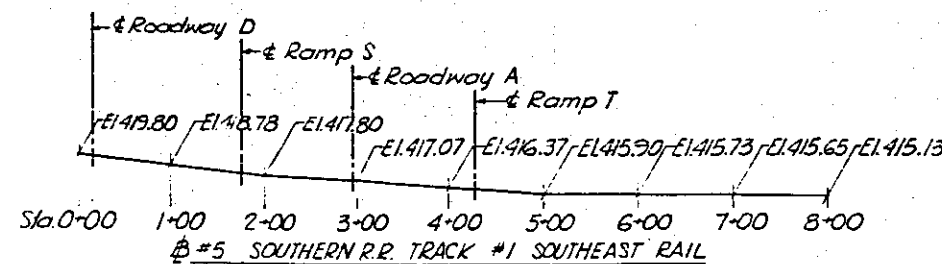 ℄ Roadway D
℄ Ramp S
℄ Roadway A
℄ Ramp T
El.419.80 El.418.78 El.417.80 El.417.07 El.416.37 El.415.90 El.415.73 El.415.65 El.415.13
Sta.0+00 1+00 2+00 3+00 4+00 5+00 6+00 7+00 8+00
#5 SOUTHERN R.R. TRACK #1 SOUTHEAST RAIL